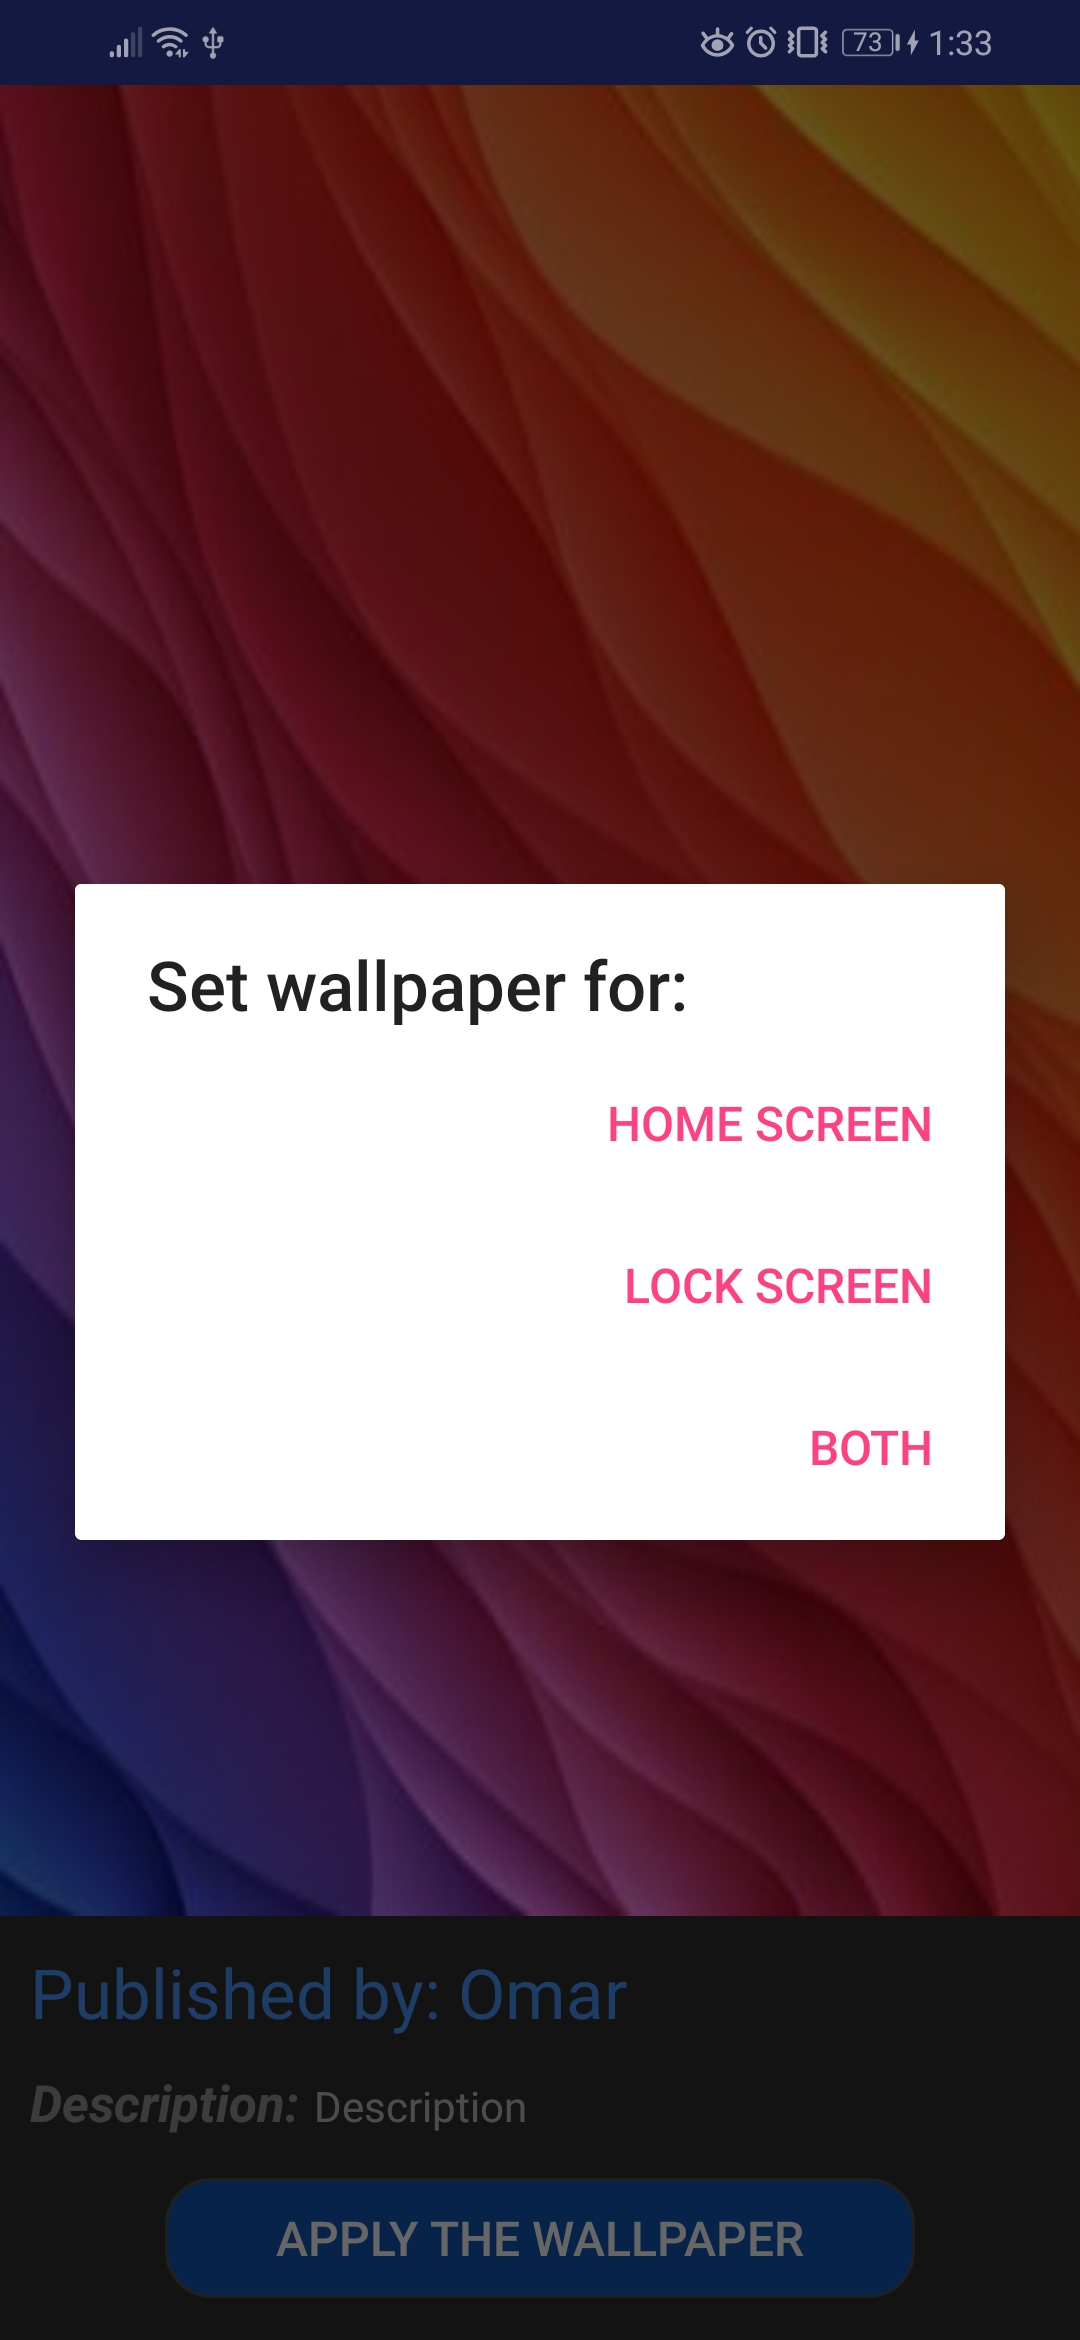 73 1:33
Set wallpaper for:
HOME SCREEN
LOCK SCREEN
BOTH
Published by: Omar
Description: Description
APPLY THE WALLPAPER